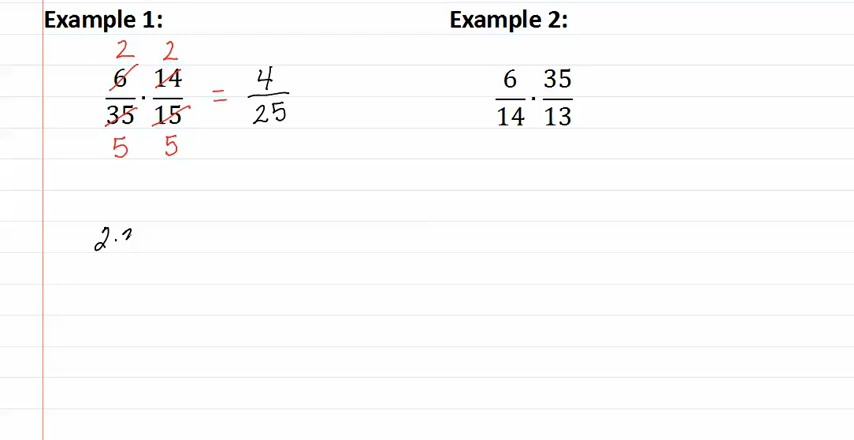 Example 1:
2 2
6/35 · 14/15 = 4/25
5 5
2 ·
Example 2:
6/14 · 35/13